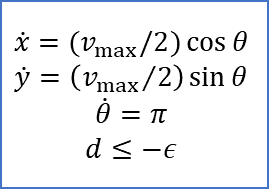 ẋ = (v_max/2) cos θ
ẏ = (v_max/2) sin θ
θ̇ = π
d ≤ −ϵ